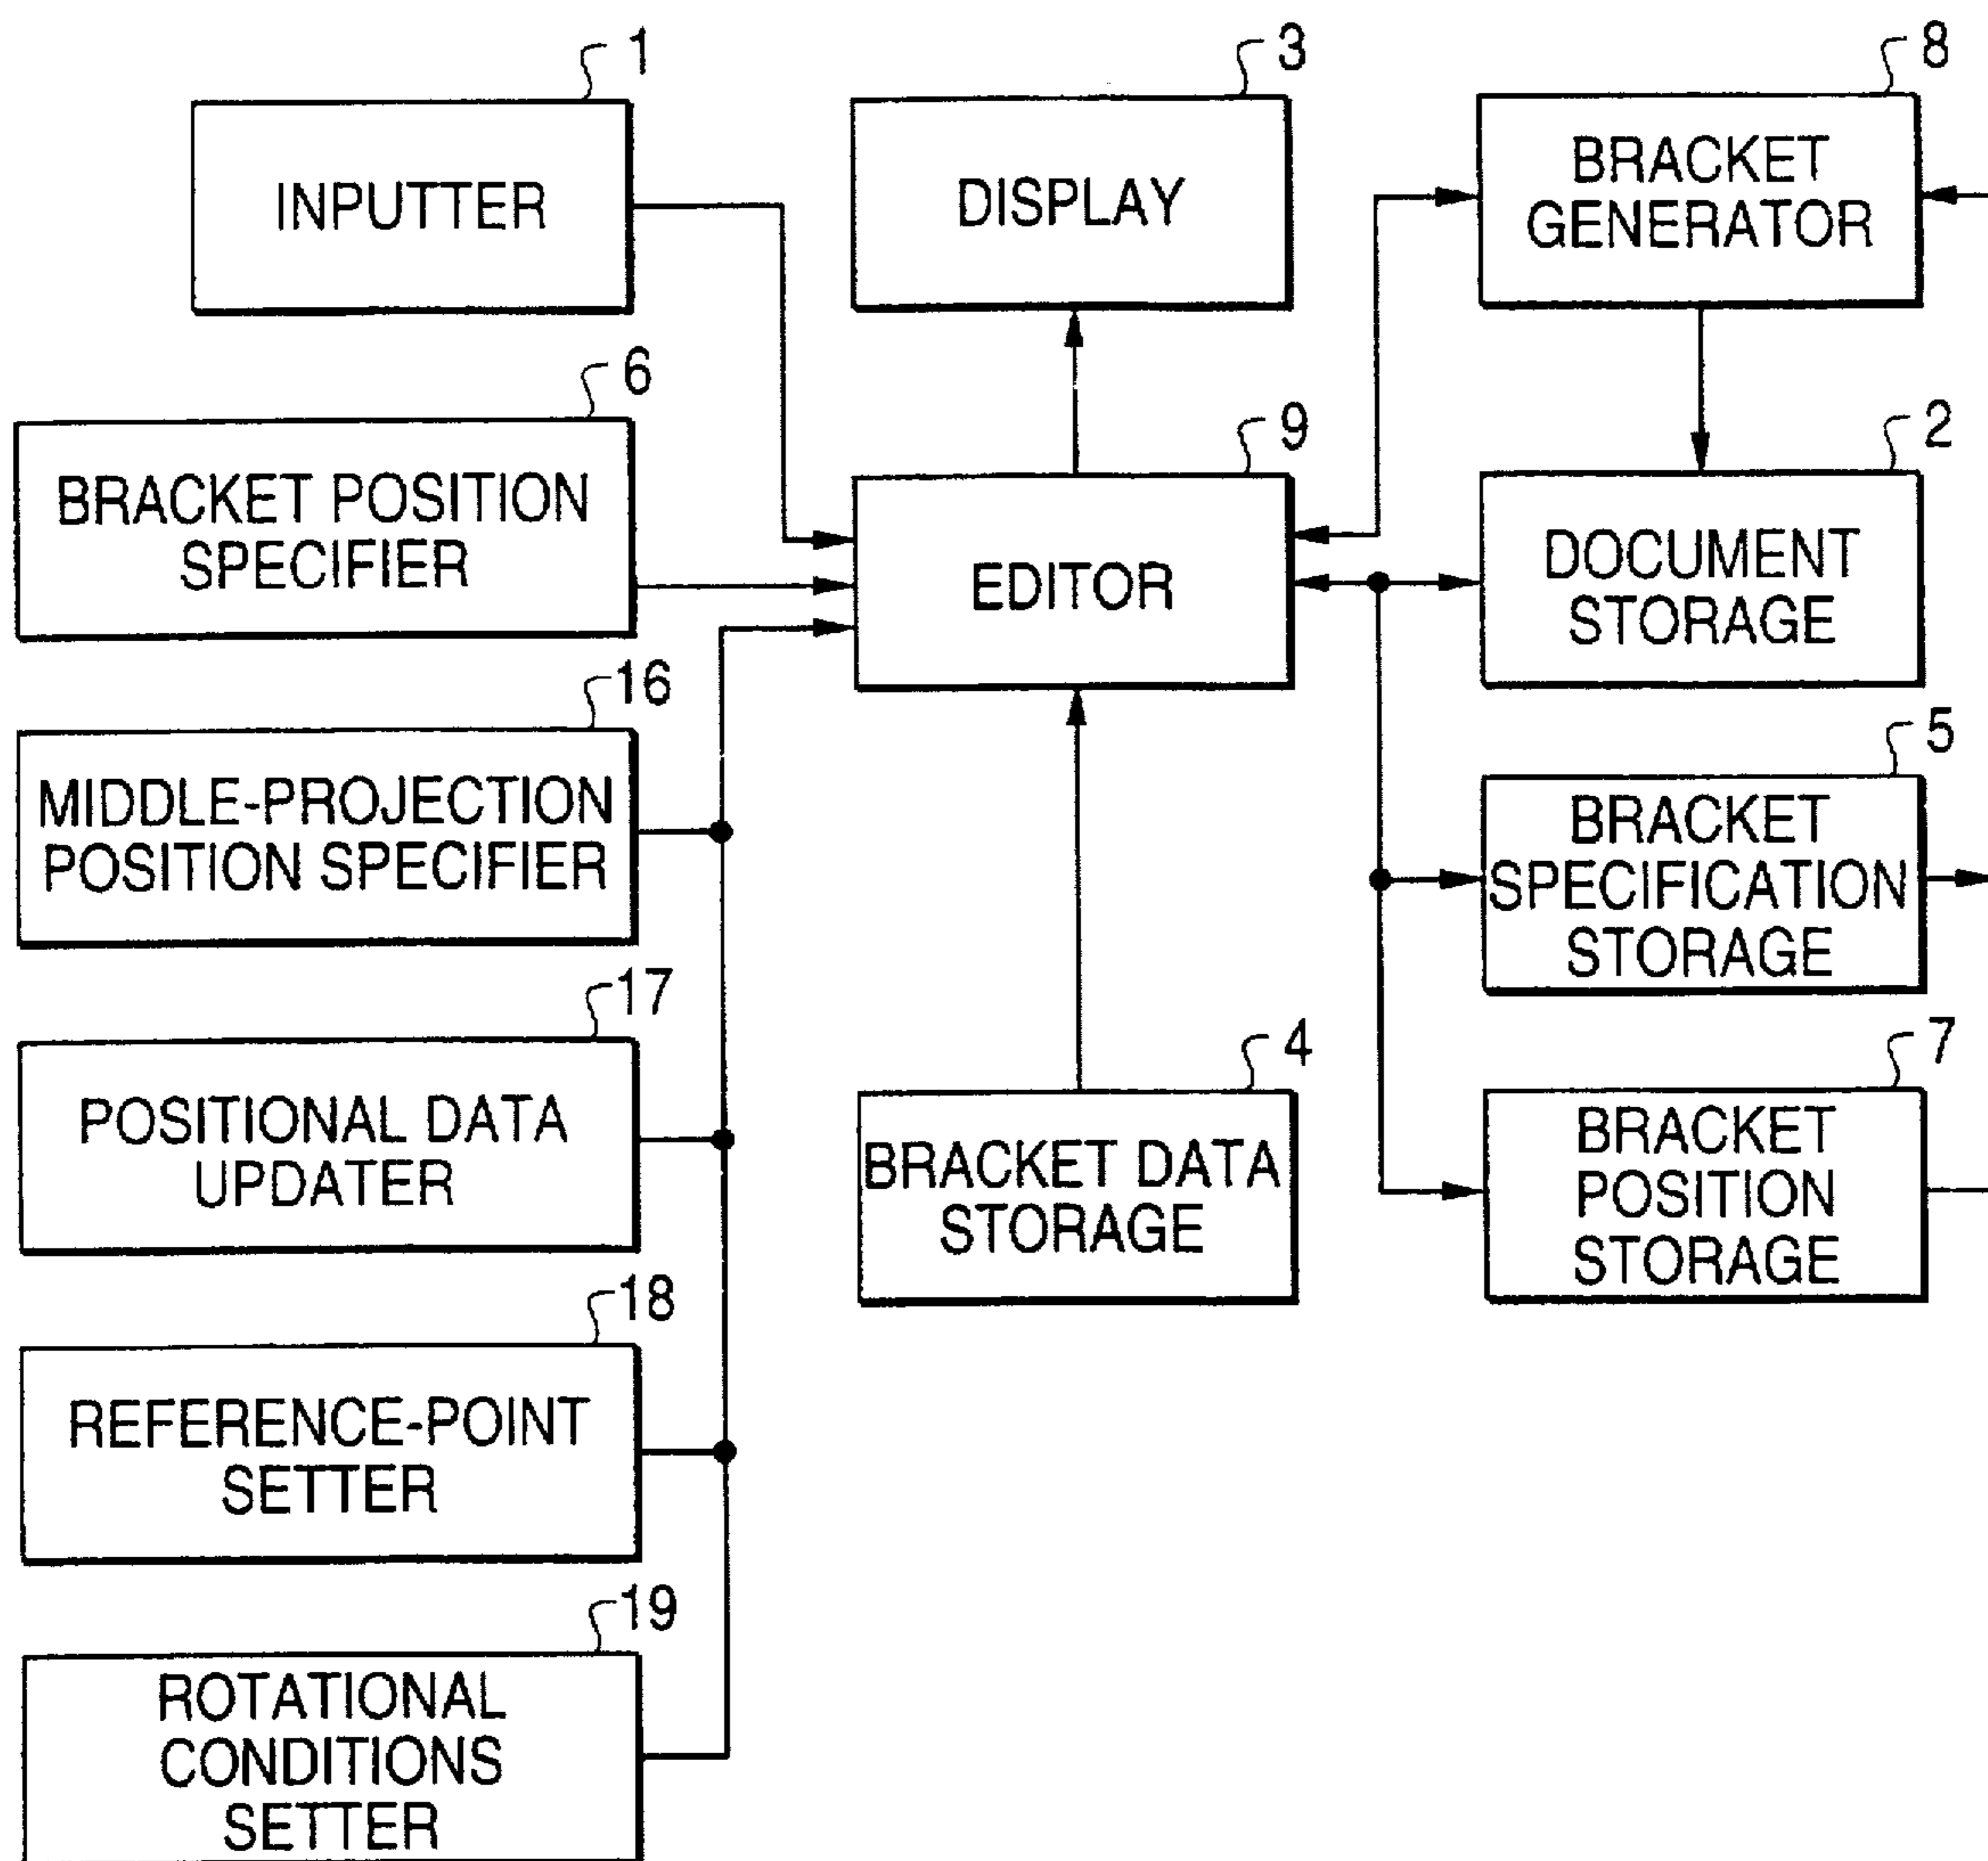 1
INPUTTER
3
DISPLAY
8
BRACKET
GENERATOR
6
BRACKET POSITION
SPECIFIER
9
EDITOR
2
DOCUMENT
STORAGE
16
MIDDLE-PROJECTION
POSITION SPECIFIER
5
BRACKET
SPECIFICATION
STORAGE
17
POSITIONAL DATA
UPDATER
4
BRACKET DATA
STORAGE
7
BRACKET
POSITION
STORAGE
18
REFERENCE-POINT
SETTER
19
ROTATIONAL
CONDITIONS
SETTER